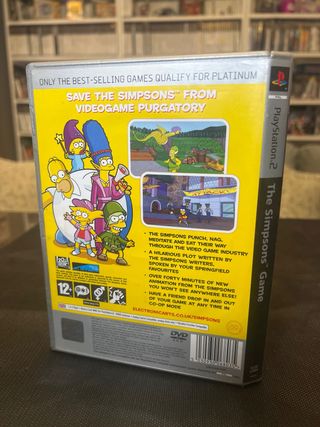 ONLY THE BEST-SELLING GAMES QUALIFY FOR PLATINUM
SAVE THE SIMPSONS FROM
VIDEOGAME PURGATORY
• THE SIMPSONS PUNCH, NAG,
MEDITATE AND EAT THEIR WAY
THROUGH THE VIDEO GAME INDUSTRY
• A HILARIOUS PLOT WRITTEN BY
THE SIMPSONS WRITERS,
SPOKEN BY YOUR SPRINGFIELD
FAVOURITES
• OVER FORTY MINUTES OF NEW
ANIMATION FROM THE SIMPSONS
YOU WON'T SEE ANYWHERE ELSE!
• HAVE A FRIEND DROP IN AND OUT
OF YOUR GAME AT ANY TIME IN
CO-OP MODE
ELECTRONICARTS.CO.UK/SIMPSONS
12+
DVD
PlayStation.2
The Simpsons Game